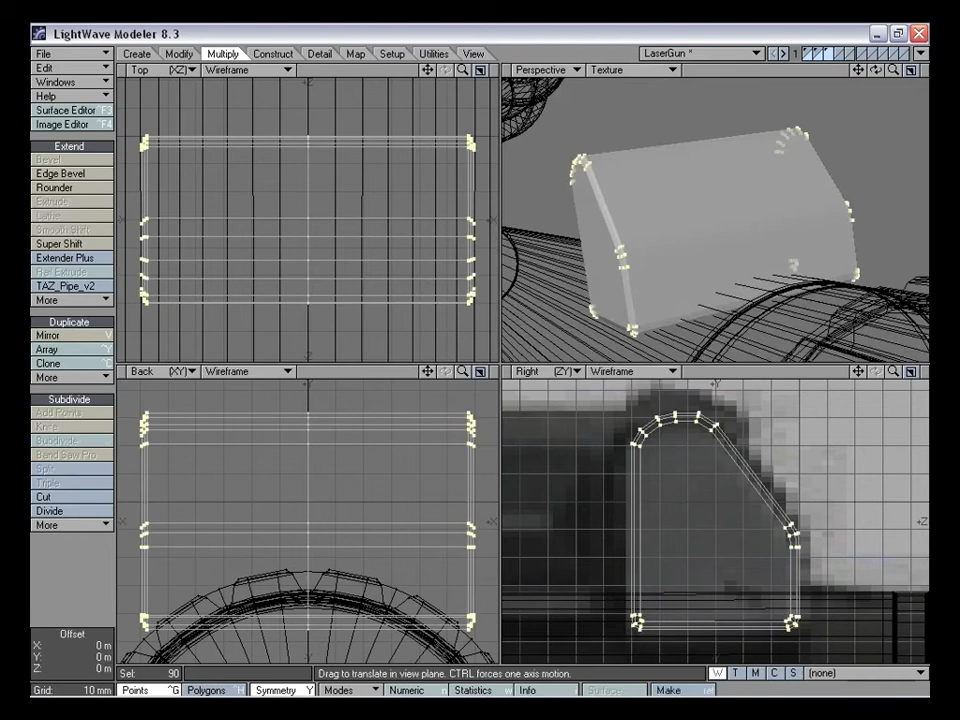 LightWave Modeler 8.3
File
Create
Modify
Multiply
Construct
Detail
Map
Setup
Utilities
View
LaserGun *
1
Edit
Windows
Help
Surface Editor F3
Image Editor ^F4
Top (XZ) Wireframe
Perspective Texture
Extend
Bevel
Edge Bevel
Rounder
Extrude
Lathe
Smooth Shift
Super Shift
Extender Plus
Rail Extrude
TAZ_Pipe_v2
More
Duplicate
Mirror V
Array ^Y
Clone ^C
More
Back (XY) Wireframe
Right (ZY) Wireframe
Subdivide
Add Points
Knife
Subdivide
Band Saw Pro
Split
Triple
Cut
Divide
More
Offset
X: 0 m
Y: 0 m
Z: 0 m
Grid: 10 mm
Sel: 90
Drag to translate in view plane. CTRL forces one axis motion.
W T M C S (none)
Points ^G
Polygons ^H
Symmetry Y
Modes
Numeric n
Statistics w
Info i
Surface
Make